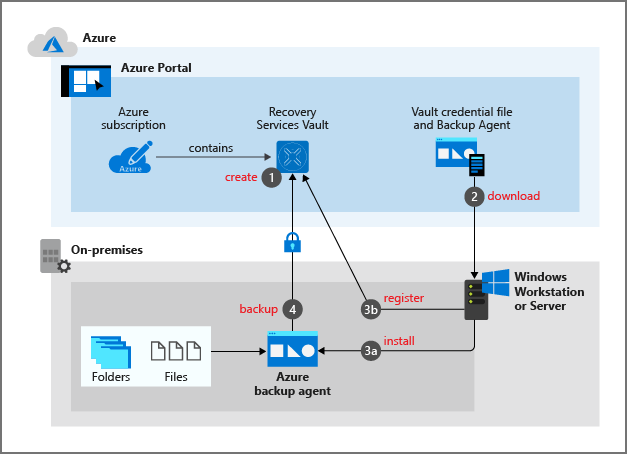 Azure
Azure Portal
Azure
subscription
Recovery
Services Vault
Vault credential file
and Backup Agent
contains
Azure
create
1
2
download
On-premises
Windows
Workstation
or Server
backup
4
3b
register
3a
install
Folders
Files
Azure
backup agent